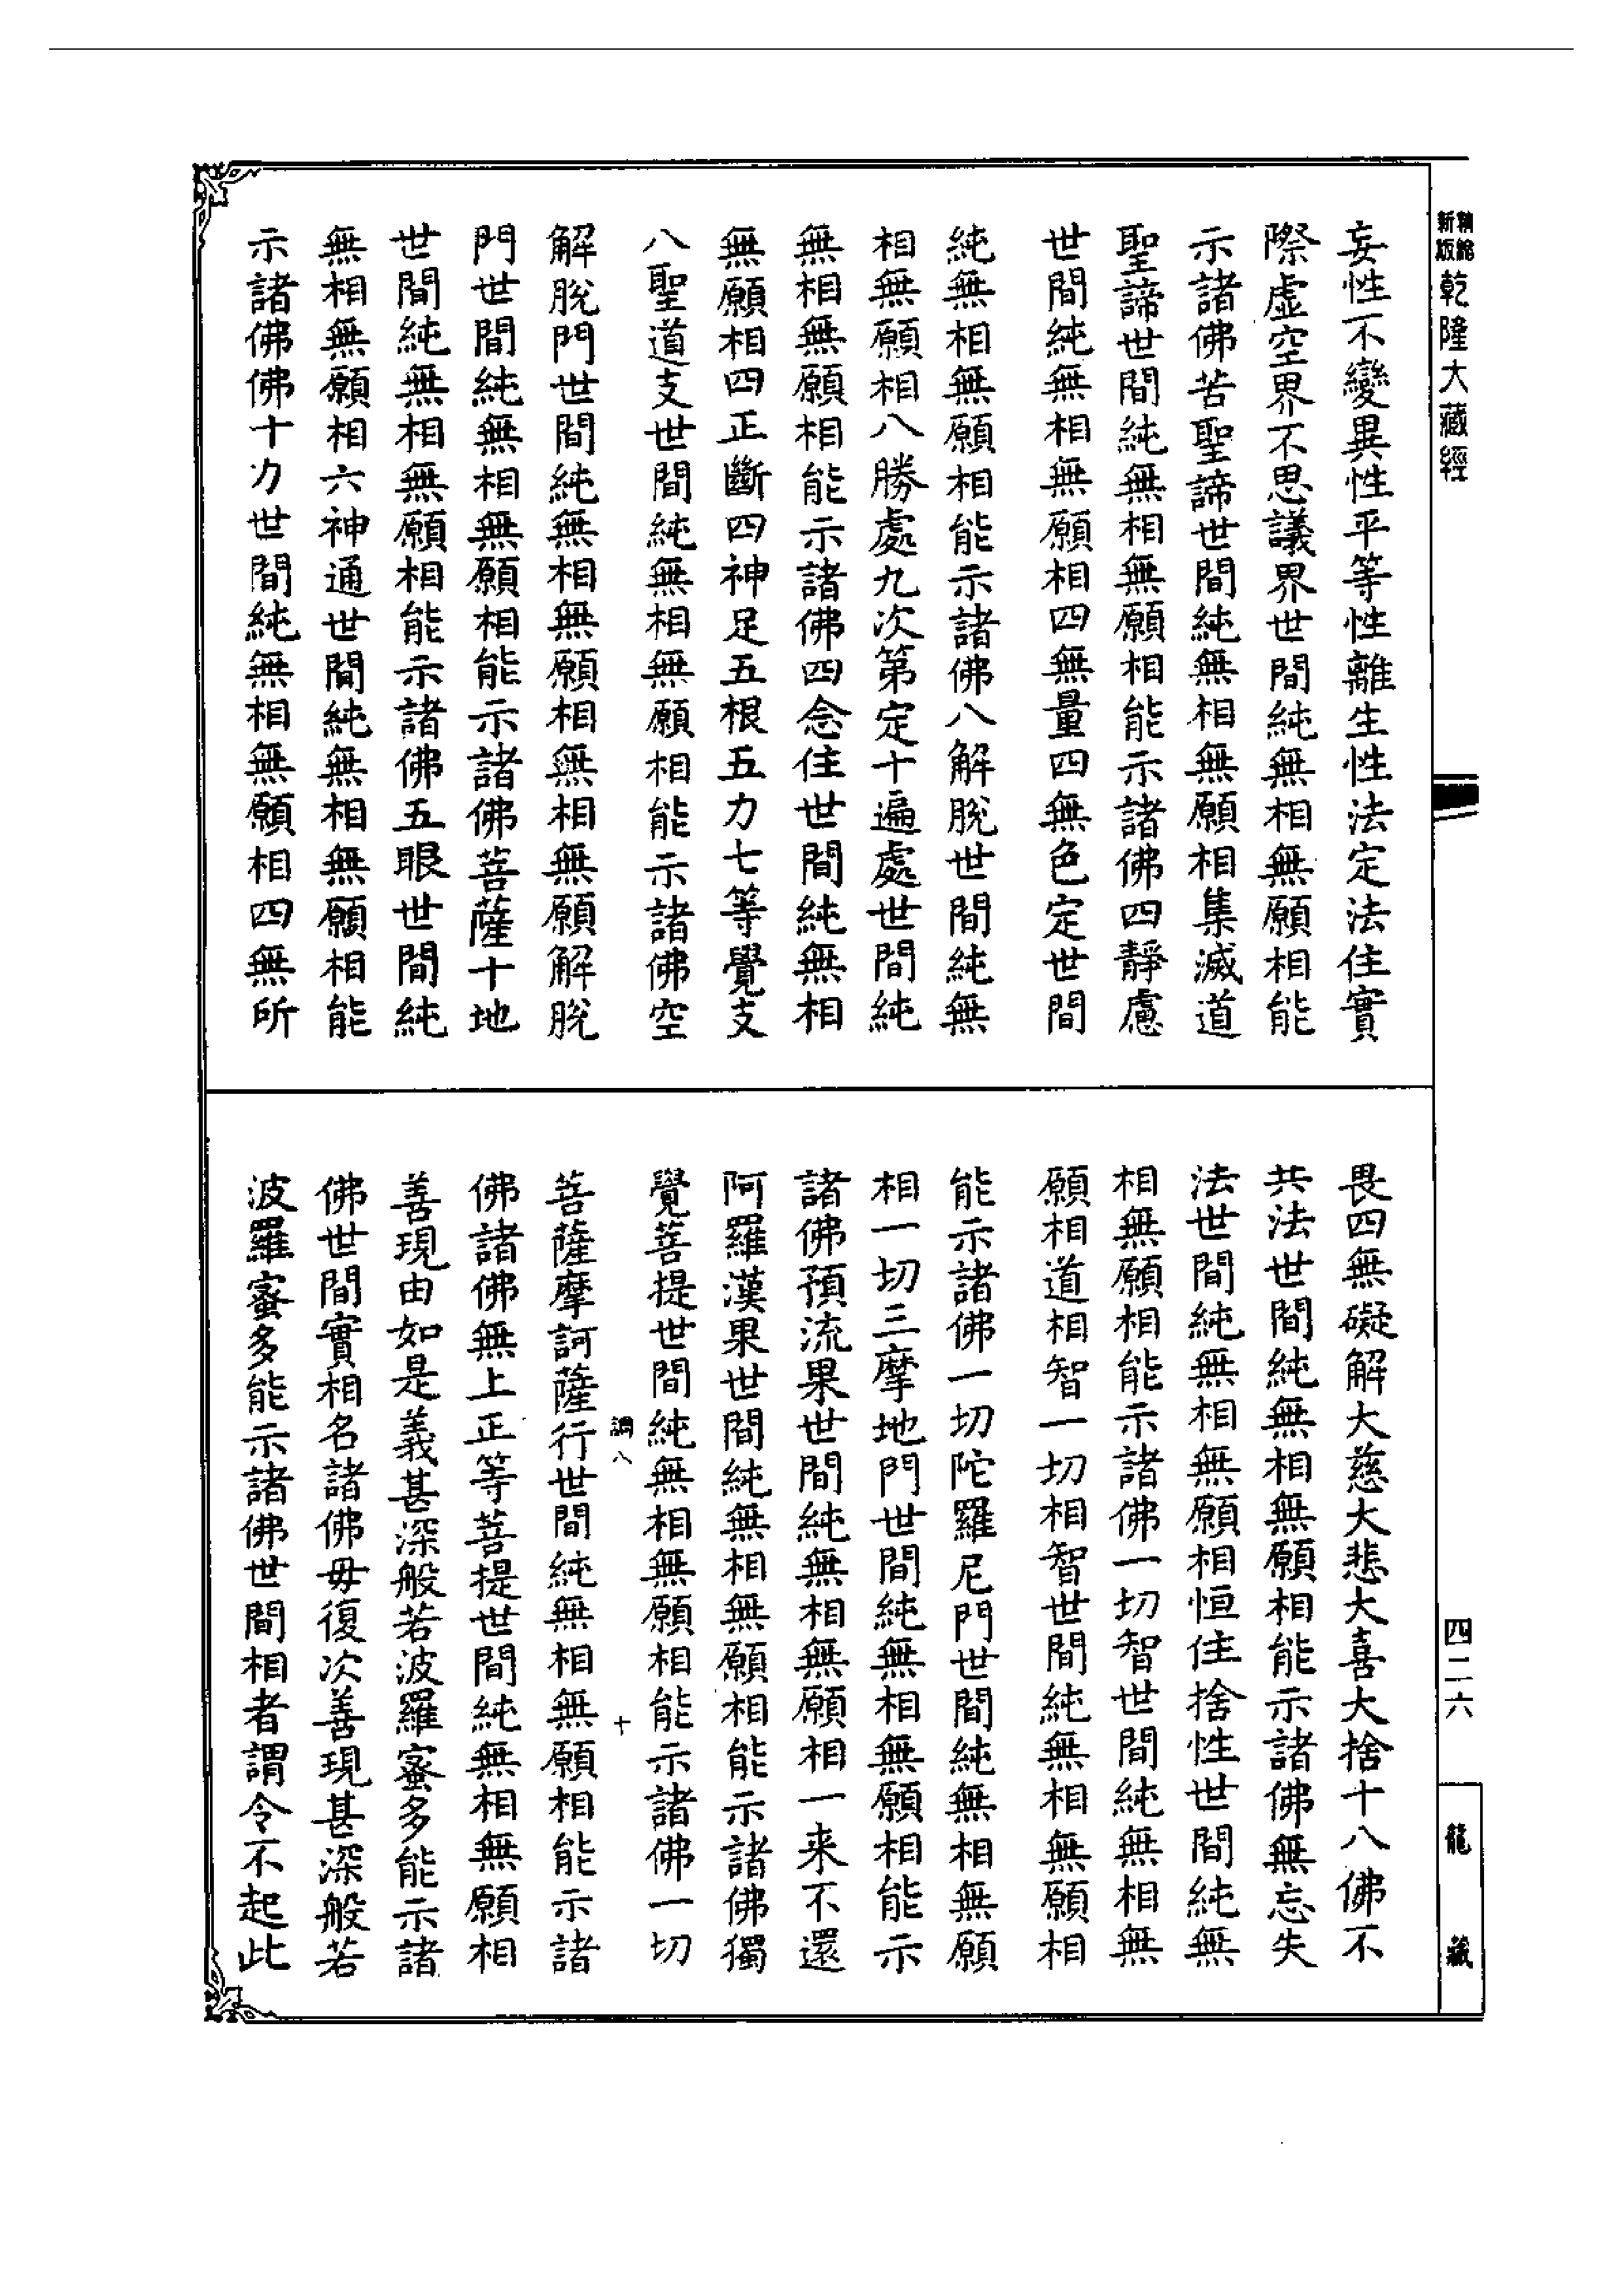 精縮新版乾隆大藏經
四二六
龍藏
妄性不變異性平等性離生性法定法住實
際虛空界不思議界世間純無相無願相能
示諸佛苦聖諦世間純無相無願相集滅道
聖諦世間純無相無願相能示諸佛四靜慮
世間純無相無願相四無量四無色定世間
純無相無願相能示諸佛八解脫世間純無
相無願相八勝處九次第定十遍處世間純
無相無願相能示諸佛四念住世間純無相
無願相四正斷四神足五根五力七等覺支
八聖道支世間純無相無願相能示諸佛空
解脫門世間純無相無願相無相無願解脫
門世間純無相無願相能示諸佛菩薩十地
世間純無相無願相能示諸佛五眼世間純
無相無願相六神通世間純無相無願相能
示諸佛佛十力世間純無相無願相四無所
畏四無礙解大慈大悲大喜大捨十八佛不
共法世間純無相無願相能示諸佛無忘失
法世間純無相無願相恒住捨性世間純無
相無願相能示諸佛一切智世間純無相無
願相道相智一切相智世間純無相無願相
能示諸佛一切陀羅尼門世間純無相無願
相一切三摩地門世間純無相無願相能示
諸佛預流果世間純無相無願相一来不還
阿羅漢果世間純無相無願相能示諸佛獨
覺菩提世間純無相無願相能示諸佛一切
調八 十
菩薩摩訶薩行世間純無相無願相能示諸
佛諸佛無上正等菩提世間純無相無願相
善現由如是義甚深般若波羅蜜多能示諸
佛世間實相名諸佛毋復次善現甚深般若
波羅蜜多能示諸佛世間相者謂令不起此